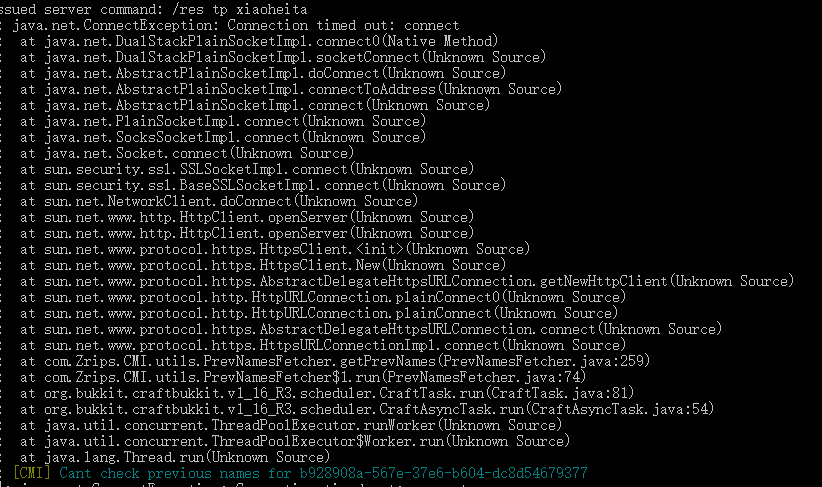 ssued server command: /res tp xiaoheita
: java.net.ConnectException: Connection timed out: connect
:  at java.net.DualStackPlainSocketImpl.connect0(Native Method)
:  at java.net.DualStackPlainSocketImpl.socketConnect(Unknown Source)
:  at java.net.AbstractPlainSocketImpl.doConnect(Unknown Source)
:  at java.net.AbstractPlainSocketImpl.connectToAddress(Unknown Source)
:  at java.net.AbstractPlainSocketImpl.connect(Unknown Source)
:  at java.net.PlainSocketImpl.connect(Unknown Source)
:  at java.net.SocksSocketImpl.connect(Unknown Source)
:  at java.net.Socket.connect(Unknown Source)
:  at sun.security.ssl.SSLSocketImpl.connect(Unknown Source)
:  at sun.security.ssl.BaseSSLSocketImpl.connect(Unknown Source)
:  at sun.net.NetworkClient.doConnect(Unknown Source)
:  at sun.net.www.http.HttpClient.openServer(Unknown Source)
:  at sun.net.www.http.HttpClient.openServer(Unknown Source)
:  at sun.net.www.protocol.https.HttpsClient.<init>(Unknown Source)
:  at sun.net.www.protocol.https.HttpsClient.New(Unknown Source)
:  at sun.net.www.protocol.https.AbstractDelegateHttpsURLConnection.getNewHttpClient(Unknown Source)
:  at sun.net.www.protocol.http.HttpURLConnection.plainConnect0(Unknown Source)
:  at sun.net.www.protocol.http.HttpURLConnection.plainConnect(Unknown Source)
:  at sun.net.www.protocol.https.AbstractDelegateHttpsURLConnection.connect(Unknown Source)
:  at sun.net.www.protocol.https.HttpsURLConnectionImpl.connect(Unknown Source)
:  at com.Zrips.CMI.utils.PrevNamesFetcher.getPrevNames(PrevNamesFetcher.java:259)
:  at com.Zrips.CMI.utils.PrevNamesFetcher$1.run(PrevNamesFetcher.java:74)
:  at org.bukkit.craftbukkit.v1_16_R3.scheduler.CraftTask.run(CraftTask.java:81)
:  at org.bukkit.craftbukkit.v1_16_R3.scheduler.CraftAsyncTask.run(CraftAsyncTask.java:54)
:  at java.util.concurrent.ThreadPoolExecutor.runWorker(Unknown Source)
:  at java.util.concurrent.ThreadPoolExecutor$Worker.run(Unknown Source)
:  at java.lang.Thread.run(Unknown Source)
: [CMI] Cant check previous names for b928908a-567e-37e6-b604-dc8d54679377